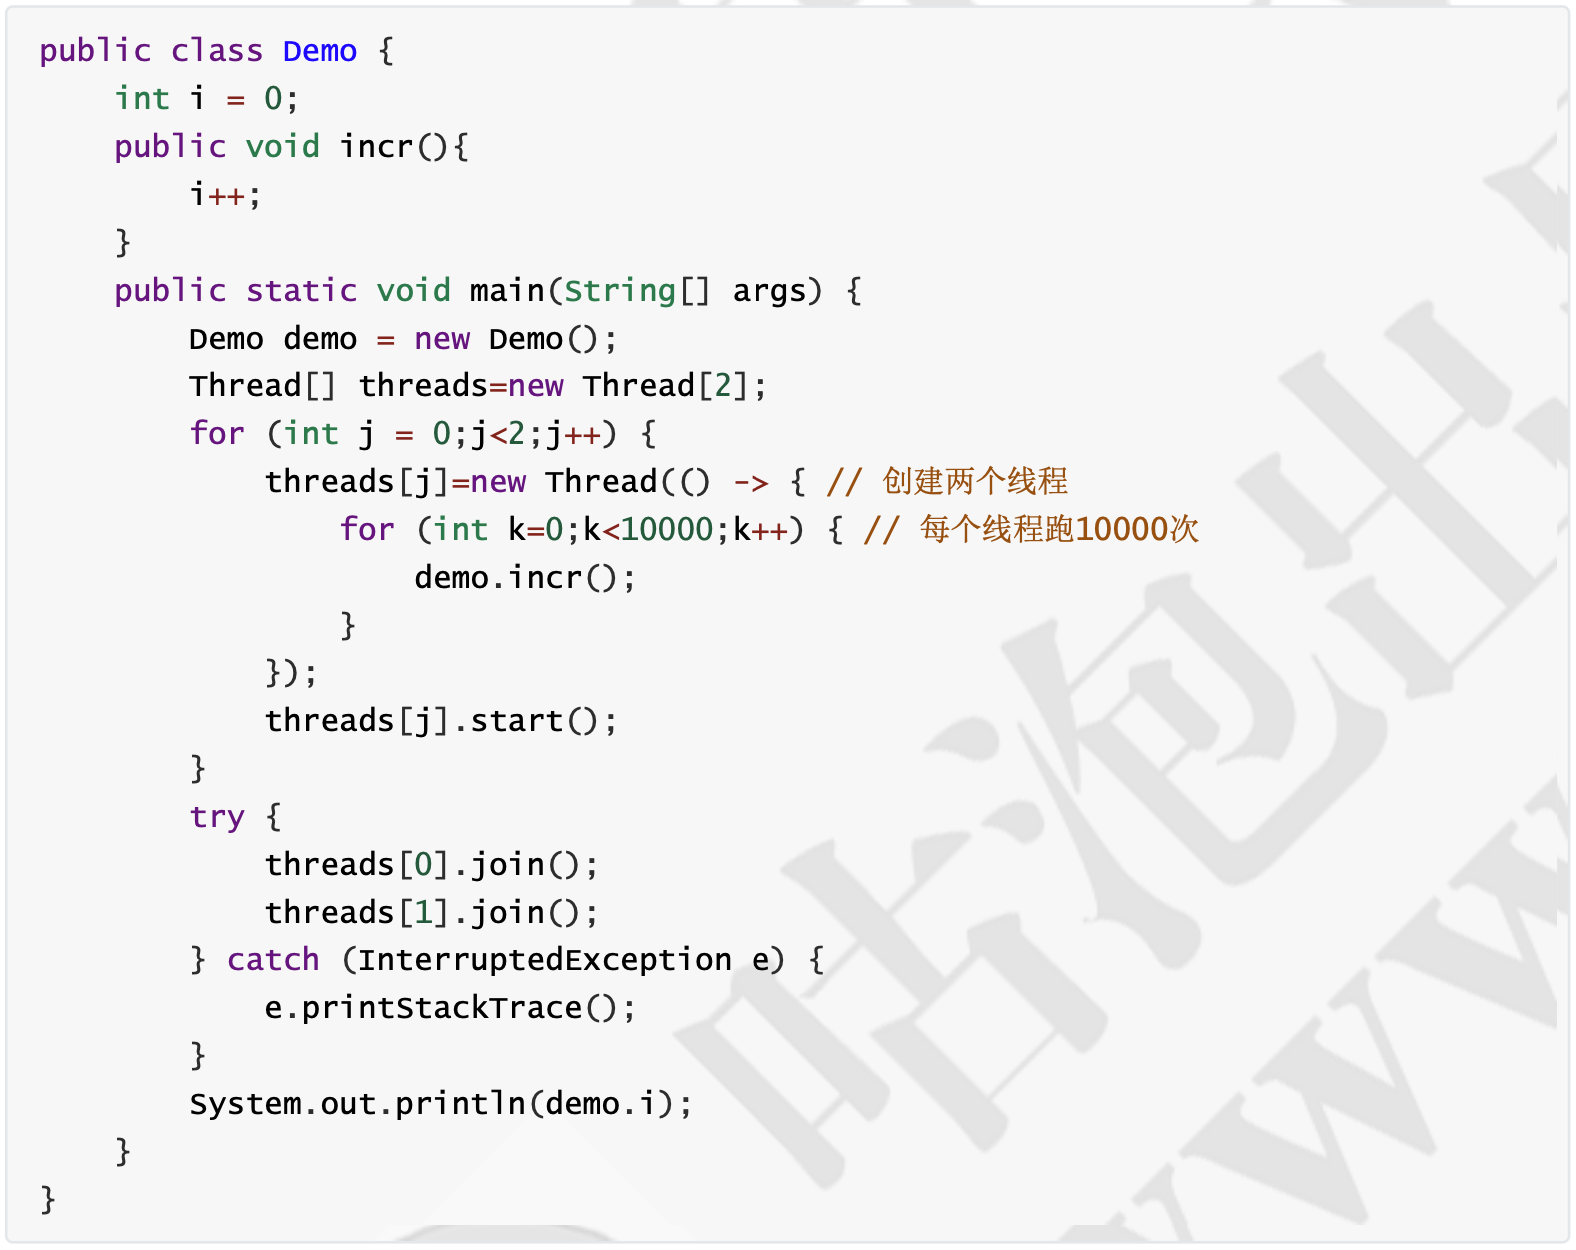 public class Demo {
    int i = 0;
    public void incr(){
        i++;
    }
    public static void main(String[] args) {
        Demo demo = new Demo();
        Thread[] threads=new Thread[2];
        for (int j = 0;j<2;j++) {
            threads[j]=new Thread(() -> { // 创建两个线程
                for (int k=0;k<10000;k++) { // 每个线程跑10000次
                    demo.incr();
                }
            });
            threads[j].start();
        }
        try {
            threads[0].join();
            threads[1].join();
        } catch (InterruptedException e) {
            e.printStackTrace();
        }
        System.out.println(demo.i);
    }
}